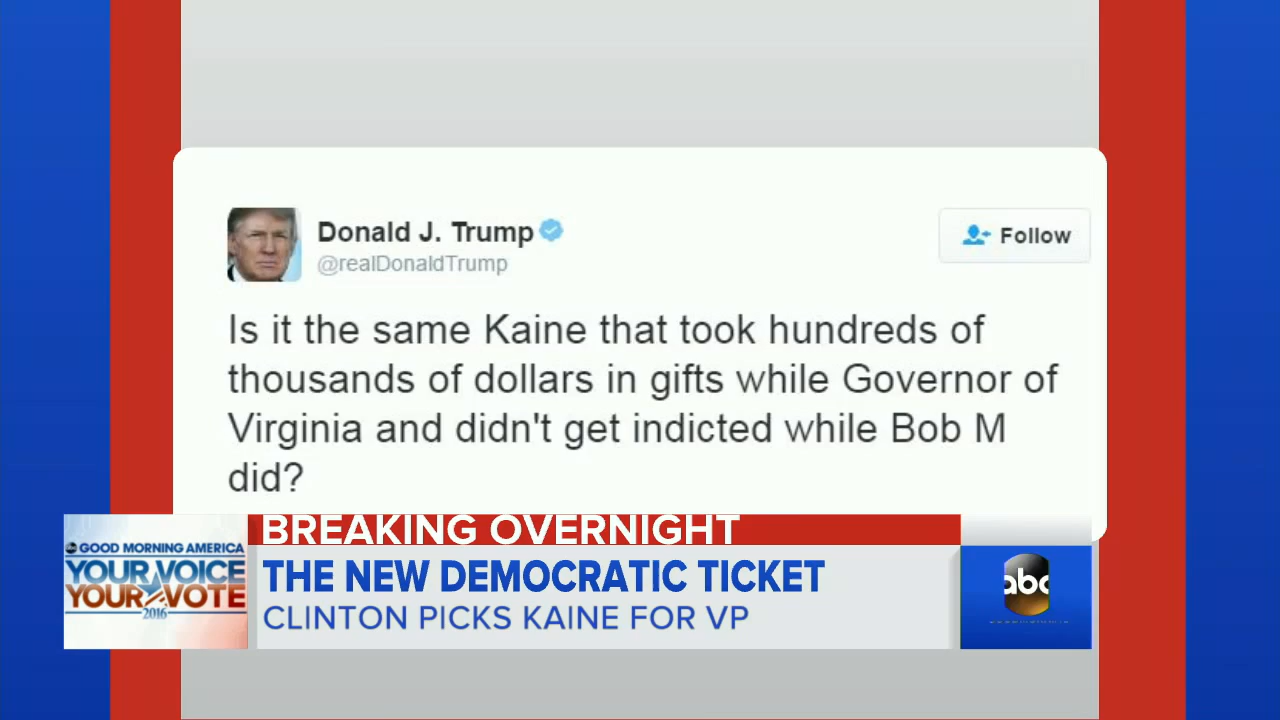 Donald J. Trump
@realDonaldTrump
Follow
Is it the same Kaine that took hundreds of
thousands of dollars in gifts while Governor of
Virginia and didn't get indicted while Bob M
did?
BREAKING OVERNIGHT
THE NEW DEMOCRATIC TICKET
CLINTON PICKS KAINE FOR VP
abc GOOD MORNING AMERICA
YOUR VOICE
YOUR VOTE
2016
abc